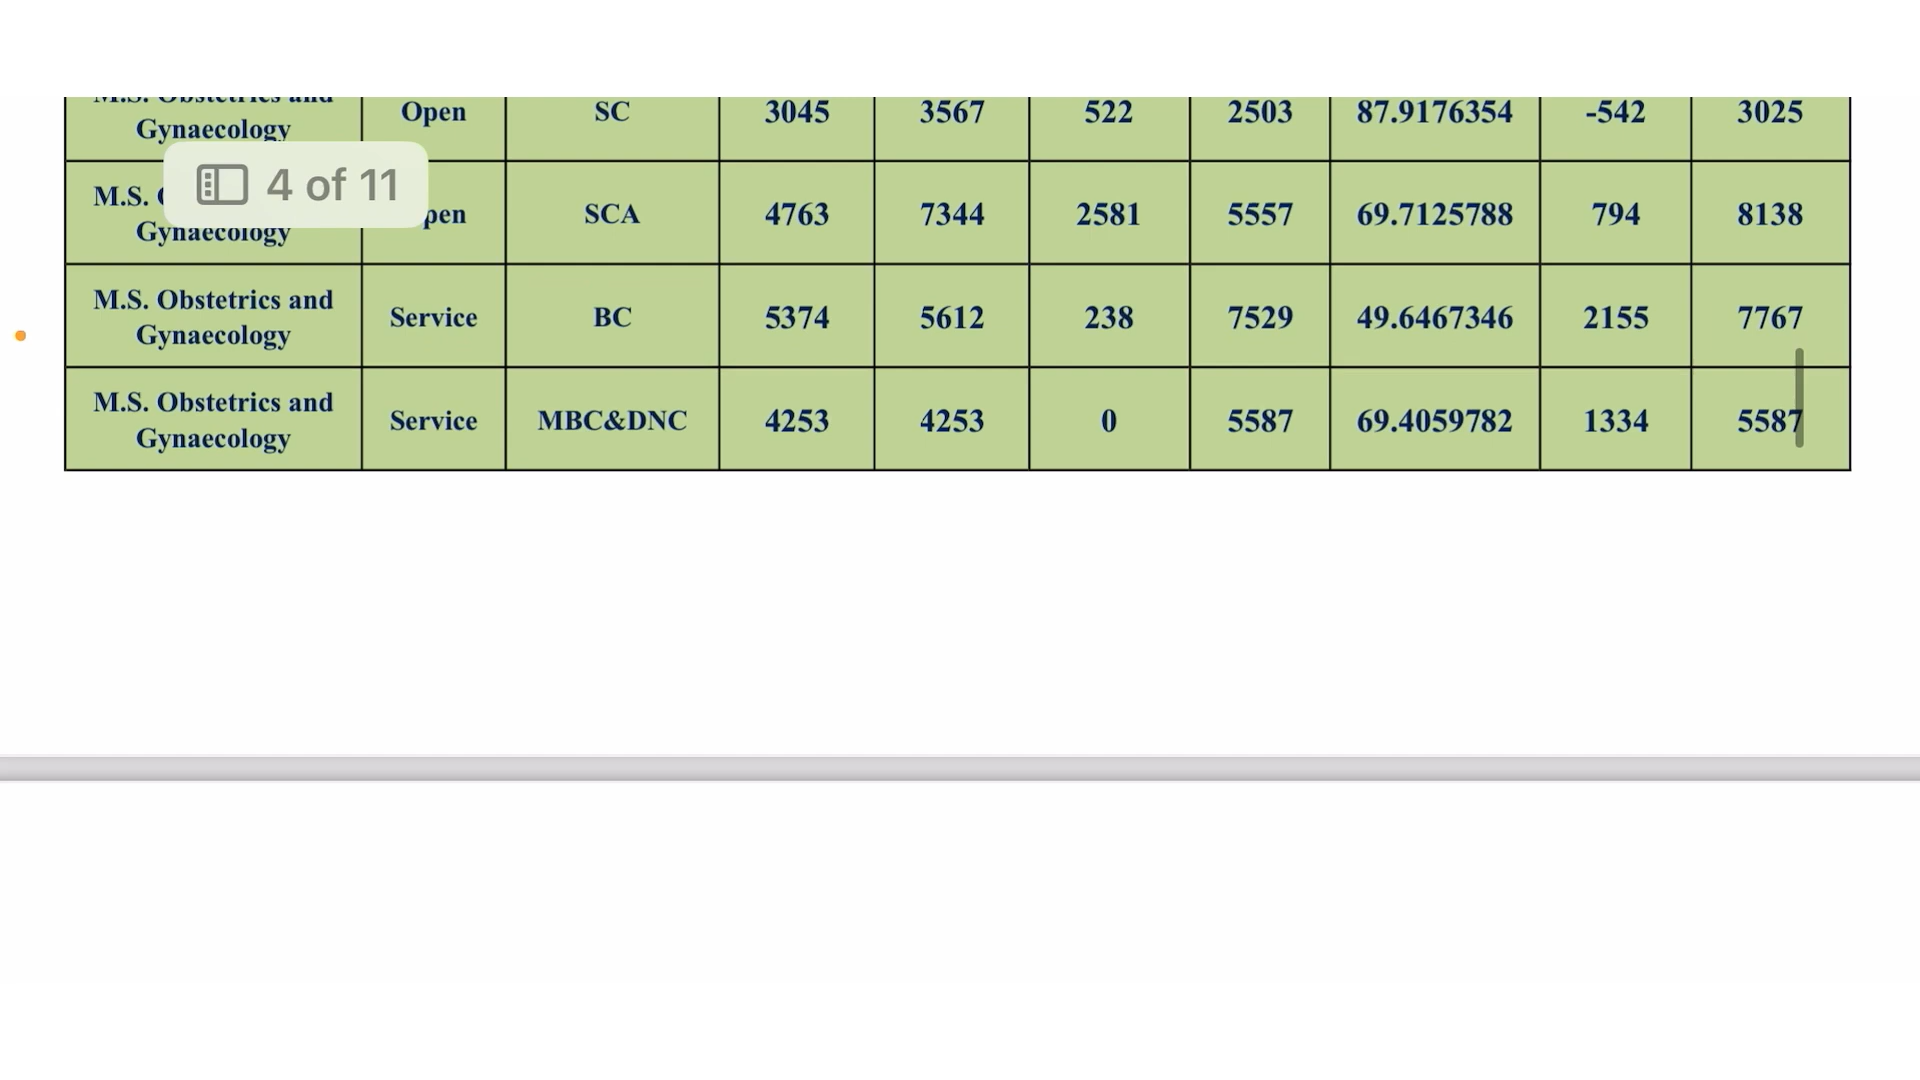 Gynaecology Open SC 3045 3567 522 2503 87.9176354 -542 3025
4 of 11
M.S.
Gynaecology SCA 4763 7344 2581 5557 69.7125788 794 8138
M.S. Obstetrics and
Gynaecology Service BC 5374 5612 238 7529 49.6467346 2155 7767
M.S. Obstetrics and
Gynaecology Service MBC&DNC 4253 4253 0 5587 69.4059782 1334 5587